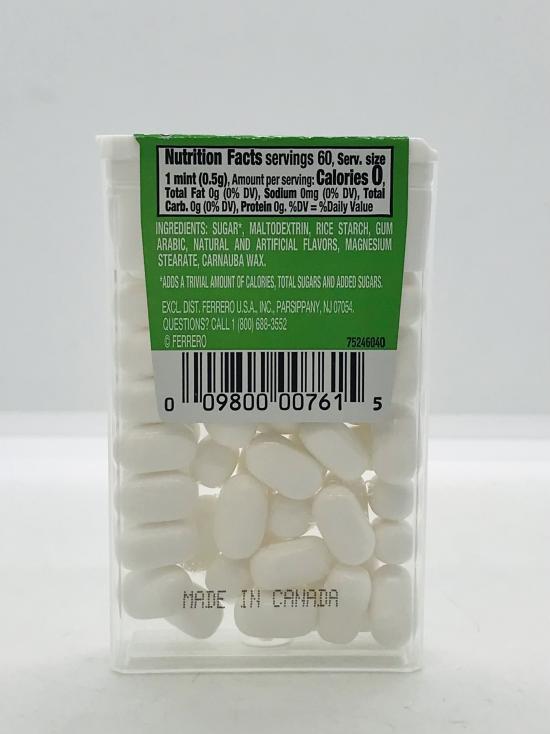 Nutrition Facts servings 60, Serv. size
1 mint (0.5g), Amount per serving: Calories 0,
Total Fat 0g (0% DV), Sodium 0mg (0% DV), Total
Carb. 0g (0% DV), Protein 0g. %DV = %Daily Value
INGREDIENTS: SUGAR*, MALTODEXTRIN, RICE STARCH, GUM
ARABIC, NATURAL AND ARTIFICIAL FLAVORS, MAGNESIUM
STEARATE, CARNAUBA WAX.
*ADDS A TRIVIAL AMOUNT OF CALORIES, TOTAL SUGARS AND ADDED SUGARS.
EXCL. DIST. FERRERO U.S.A., INC., PARSIPPANY, NJ 07054.
QUESTIONS? CALL 1 (800) 688-3552
© FERRERO 75246040
0 09800 00761 5
MADE IN CANADA